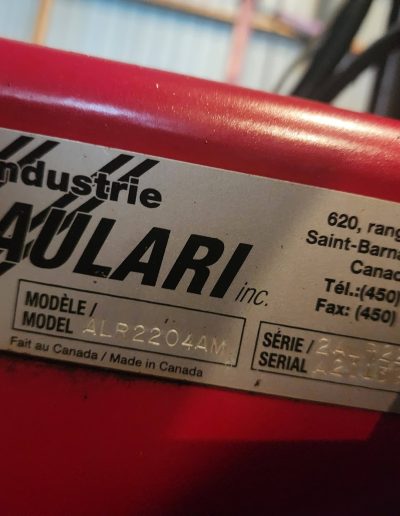 ndustrie
AULARI inc.
620, rang
Saint-Barna
Canad
Tél.:(450)
Fax: (450)
MODÈLE /
MODEL ALR2204AM
SÉRIE /
SERIAL
Fait au Canada / Made in Canada